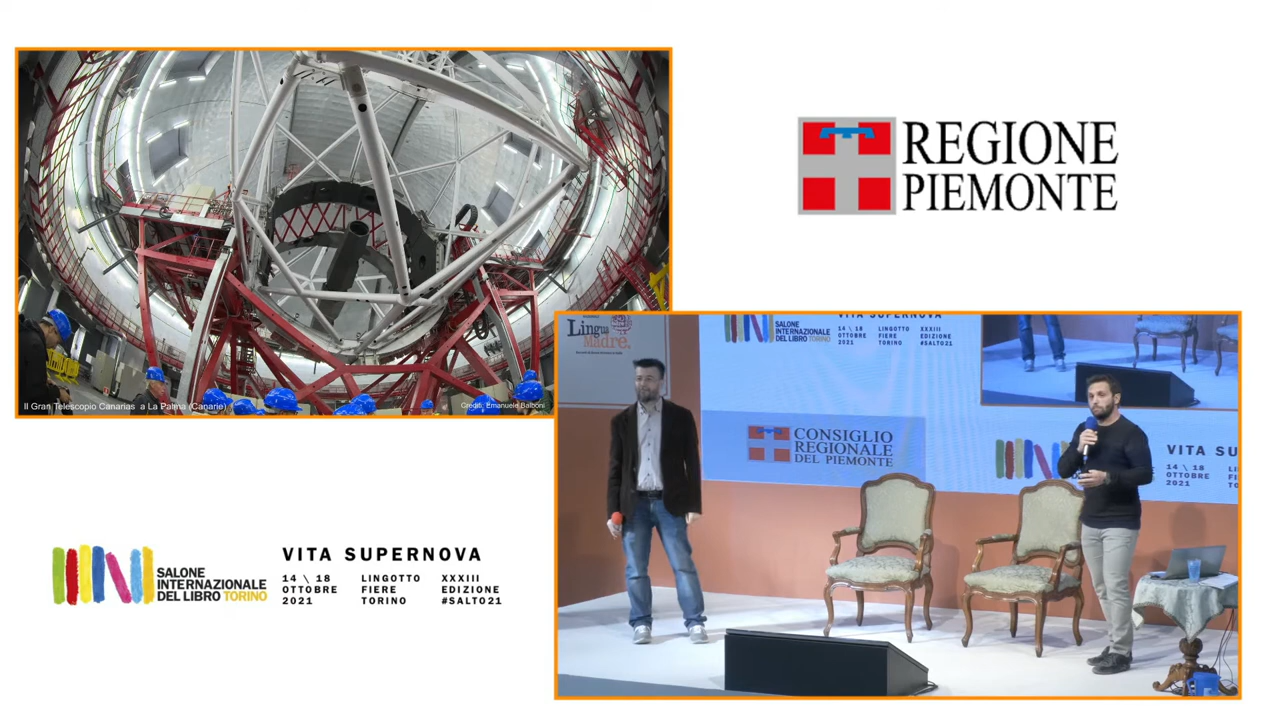 REGIONE
PIEMONTE
Il Gran Telescopio Canarias a La Palma (Canarie)
Credit: Emanuele Balboni
Lingua
Madre.
VITA SUPERNOVA
SALONE
INTERNAZIONALE
DEL LIBRO TORINO
14 \ 18
OTTOBRE
2021
LINGOTTO
FIERE
TORINO
XXXIII
EDIZIONE
#SALTO21
CONSIGLIO
REGIONALE
DEL PIEMONTE
VITA SU
14 \ 18
OTTOBRE
2021
SALONE
INTERNAZIONALE
DEL LIBRO TORINO
VITA SUPERNOVA
14 \ 18
OTTOBRE
2021
LINGOTTO
FIERE
TORINO
XXXIII
EDIZIONE
#SALTO21